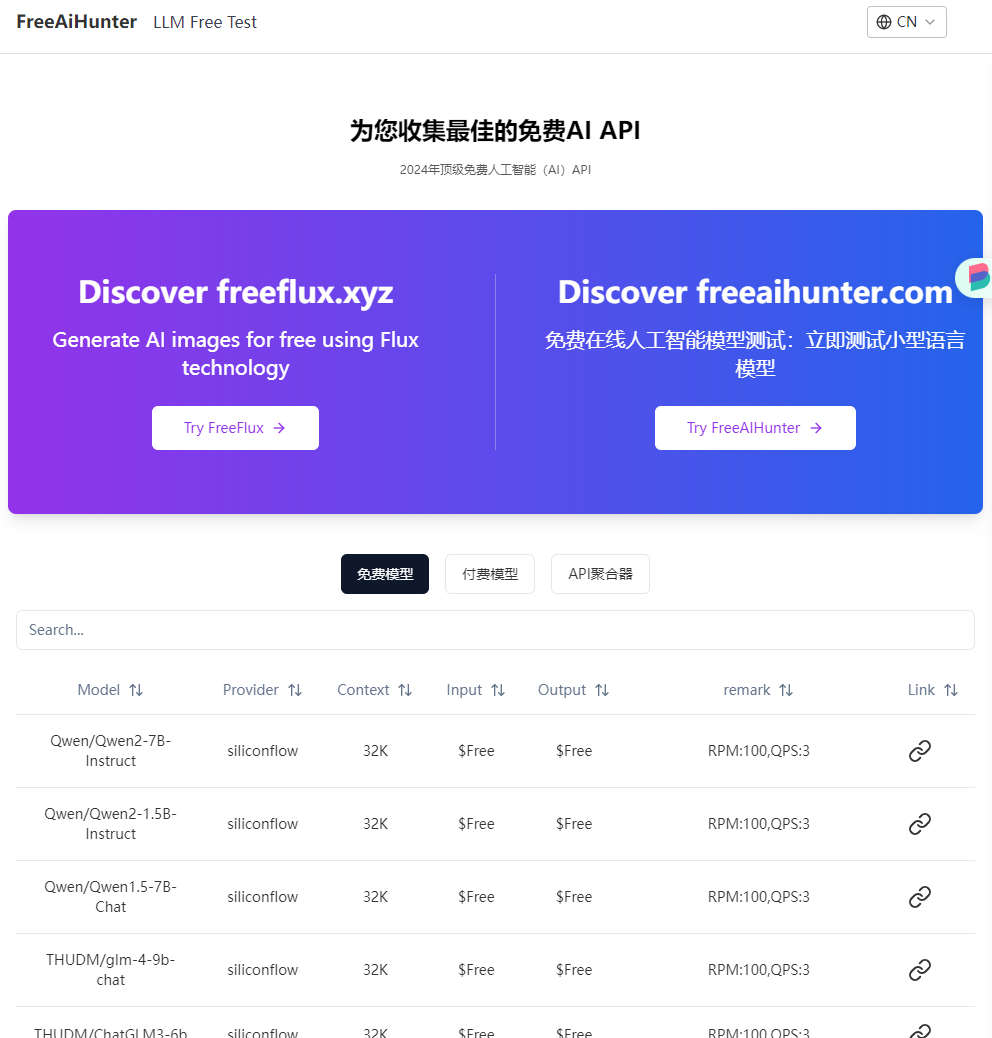 FreeAiHunter LLM Free Test CN
为您收集最佳的免费AI API
2024年顶级免费人工智能（AI）API
Discover freeflux.xyz
Generate AI images for free using Flux
technology
Try FreeFlux →
Discover freeaihunter.com
免费在线人工智能模型测试：立即测试小型语言
模型
Try FreeAIHunter →
免费模型 付费模型 API聚合器
Search...
Model Provider Context Input Output remark Link
Qwen/Qwen2-7B-
Instruct siliconflow 32K $Free $Free RPM:100,QPS:3
Qwen/Qwen2-1.5B-
Instruct siliconflow 32K $Free $Free RPM:100,QPS:3
Qwen/Qwen1.5-7B-
Chat siliconflow 32K $Free $Free RPM:100,QPS:3
THUDM/glm-4-9b-
chat siliconflow 32K $Free $Free RPM:100,QPS:3
THUDM/ChatGLM3-6b siliconflow 32K $Free $Free RPM:100,QPS:3